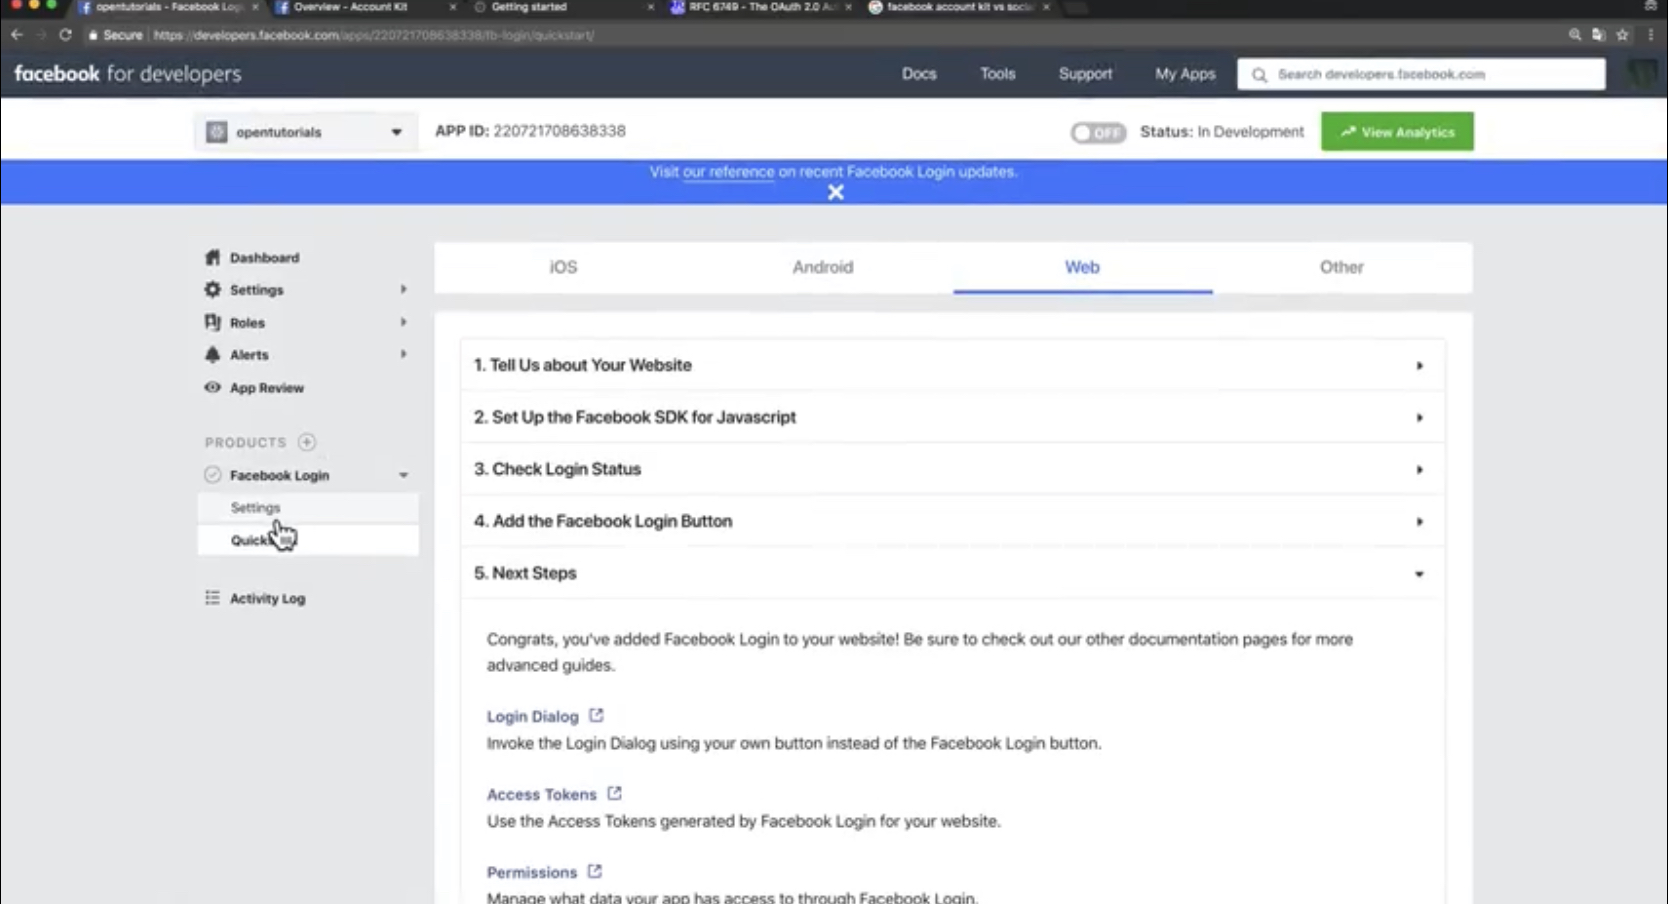 opentutorials - Facebook Logi
Overview - Account Kit
Getting started
RFC 6749 - The OAuth 2.0 Au
facebook account kit vs socia
Secure
https://developers.facebook.com/apps/220721708638338/fb-login/quickstart/
facebook for developers
Docs
Tools
Support
My Apps
Search developers.facebook.com
opentutorials
APP ID: 220721708638338
OFF
Status: In Development
View Analytics
Visit our reference on recent Facebook Login updates.
Dashboard
Settings
Roles
Alerts
App Review
PRODUCTS
Facebook Login
Settings
Activity Log
iOS
Android
Web
Other
1. Tell Us about Your Website
2. Set Up the Facebook SDK for Javascript
3. Check Login Status
4. Add the Facebook Login Button
5. Next Steps
Congrats, you've added Facebook Login to your website! Be sure to check out our other documentation pages for more
advanced guides.
Login Dialog
Invoke the Login Dialog using your own button instead of the Facebook Login button.
Access Tokens
Use the Access Tokens generated by Facebook Login for your website.
Permissions
Manage what data your app has access to through Facebook Login.